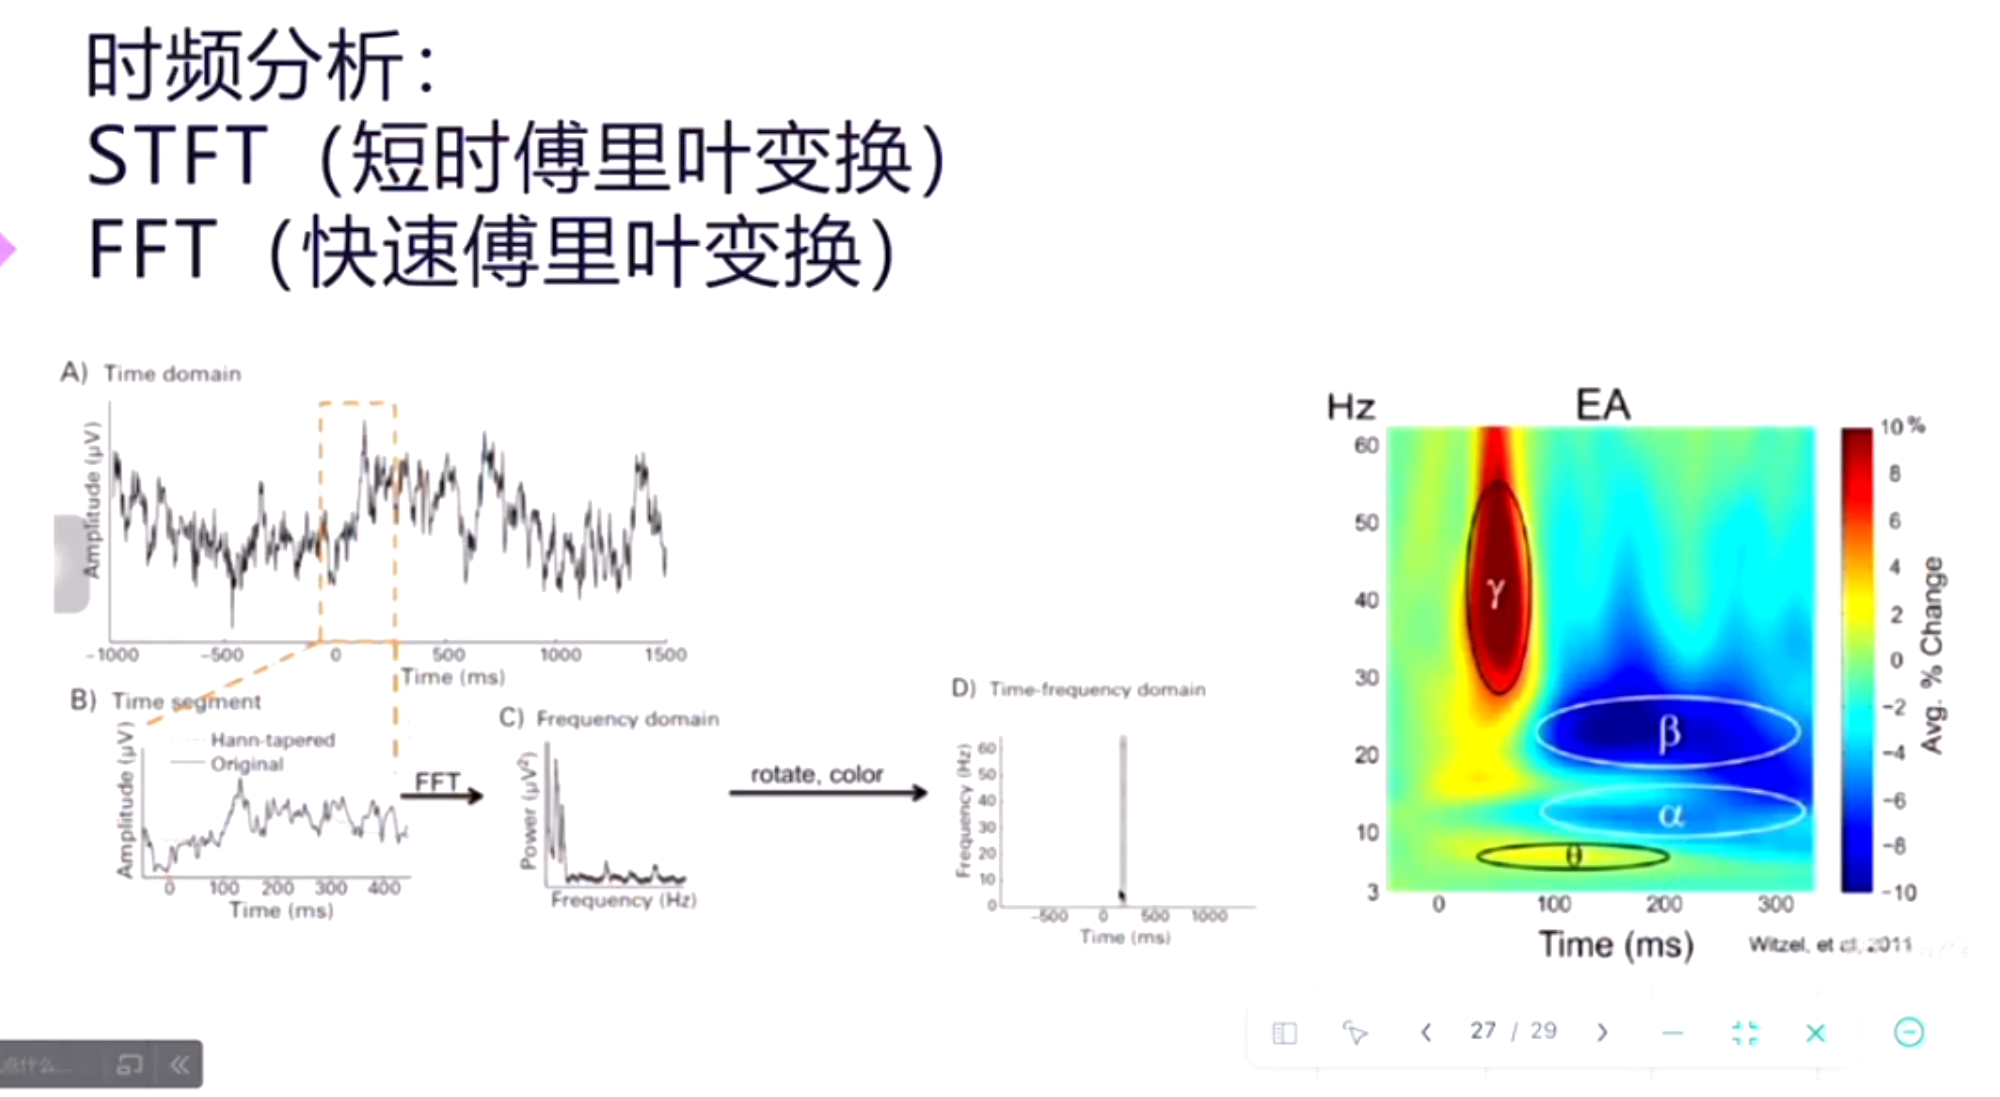 时频分析：
STFT（短时傅里叶变换）
FFT（快速傅里叶变换）
A) Time domain
Amplitude (μV)
-1000 -500 0 500 1000 1500
Time (ms)
B) Time segment
Hann-tapered
Original
Amplitude (μV)
0 100 200 300 400
Time (ms)
FFT
C) Frequency domain
Power (μV²)
Frequency (Hz)
rotate, color
D) Time-frequency domain
Frequency (Hz)
60
50
40
30
20
10
0
-500 0 500 1000
Time (ms)
Hz
EA
60
50
40
30
20
10
3
γ
β
α
θ
0 100 200 300
Time (ms)
10%
8
6
4
2
0
-2
-4
-6
-8
-10
Avg. % Change
Witzel, et al, 2011
27 / 29
点什么...